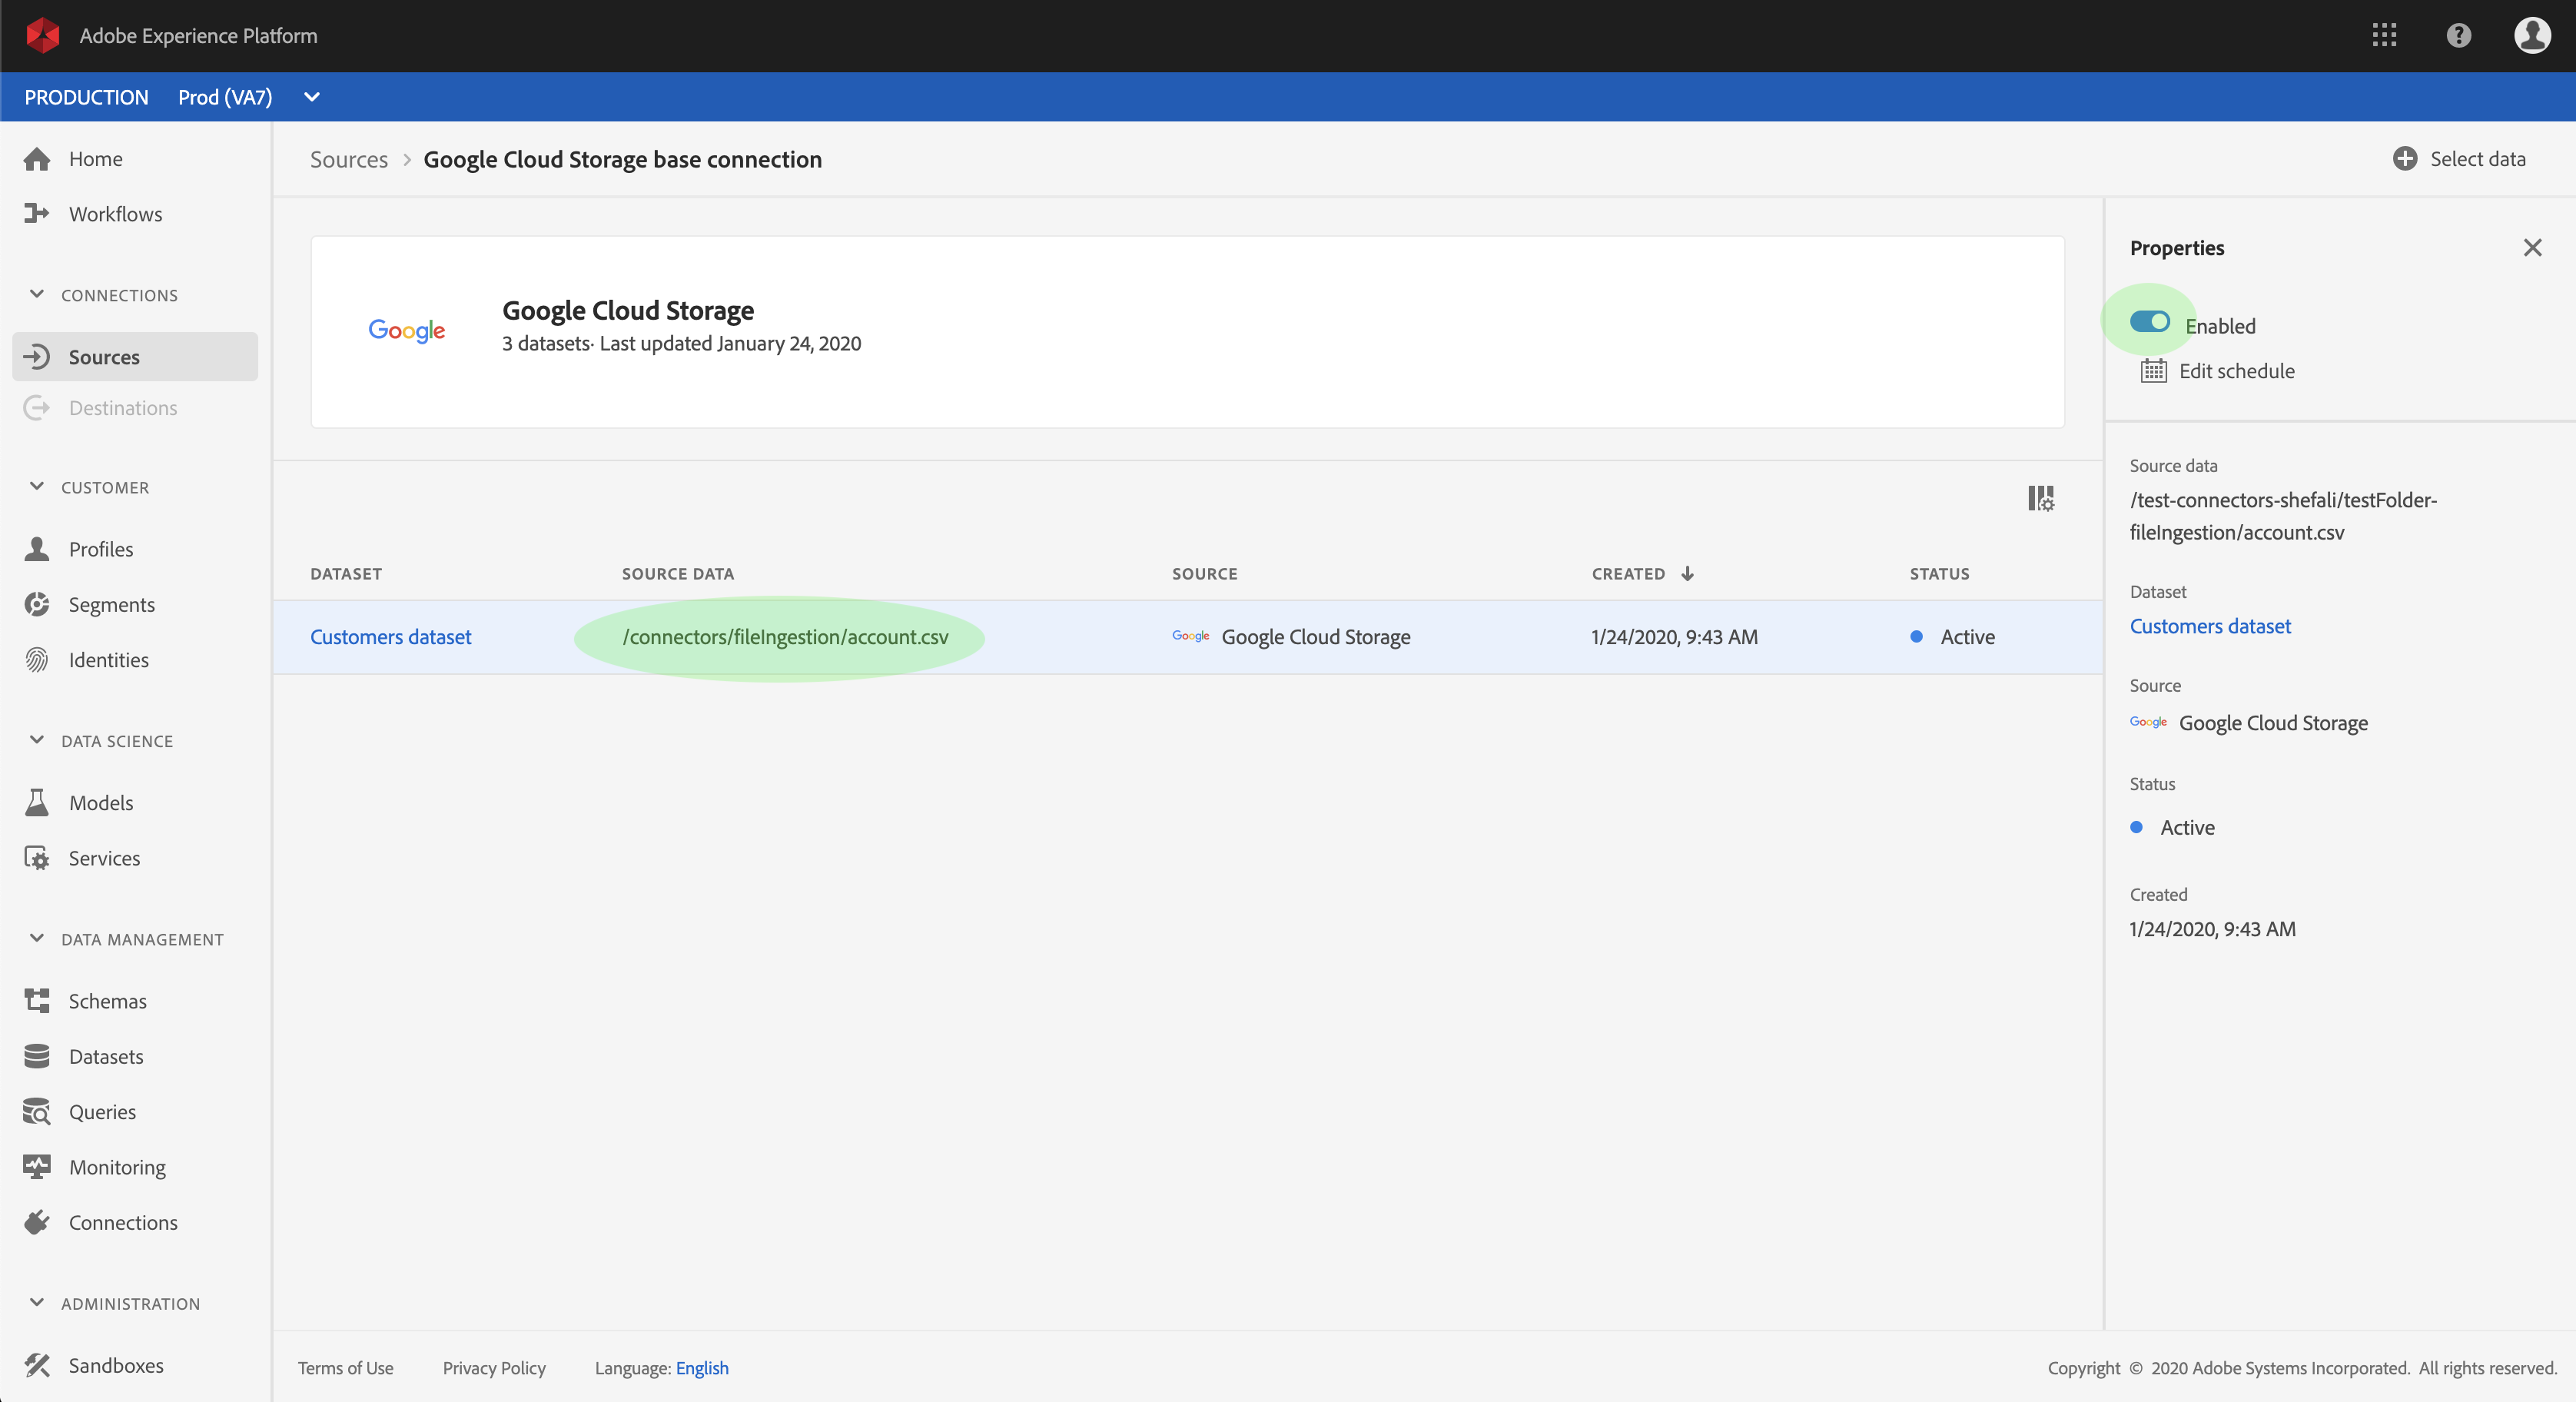 Adobe Experience Platform
?
PRODUCTION Prod (VA7)
Home
Workflows
CONNECTIONS
Sources
Destinations
CUSTOMER
Profiles
Segments
Identities
DATA SCIENCE
Models
Services
DATA MANAGEMENT
Schemas
Datasets
Queries
Monitoring
Connections
ADMINISTRATION
Sandboxes
Sources > Google Cloud Storage base connection
Select data
Google
Google Cloud Storage
3 datasets· Last updated January 24, 2020
DATASET SOURCE DATA SOURCE CREATED STATUS
Customers dataset /connectors/fileIngestion/account.csv Google Google Cloud Storage 1/24/2020, 9:43 AM Active
Properties
Enabled
Edit schedule
Source data
/test-connectors-shefali/testFolder-
fileIngestion/account.csv
Dataset
Customers dataset
Source
Google Google Cloud Storage
Status
Active
Created
1/24/2020, 9:43 AM
Terms of Use Privacy Policy Language: English
Copyright © 2020 Adobe Systems Incorporated. All rights reserved.